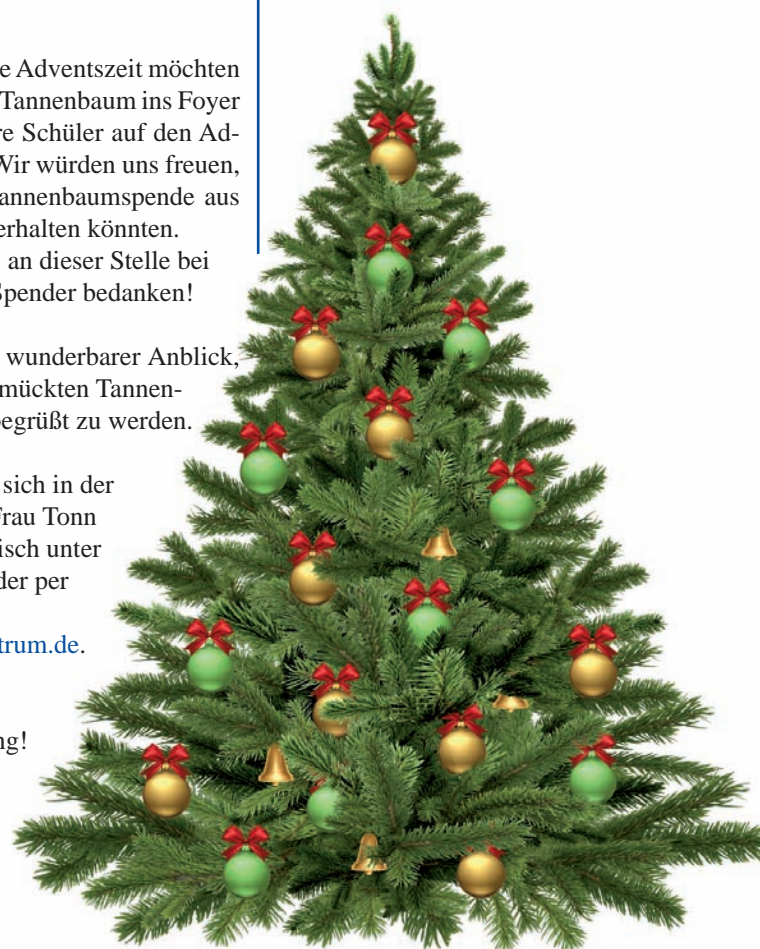 e Adventszeit möchten
Tannenbaum ins Foyer
re Schüler auf den Ad-
Wir würden uns freuen,
annenbaumspende aus
erhalten könnten.
an dieser Stelle bei
Spender bedanken!
wunderbarer Anblick,
mückten Tannen-
begrüßt zu werden.
sich in der
Frau Tonn
isch unter
der per
trum.de.
ng!